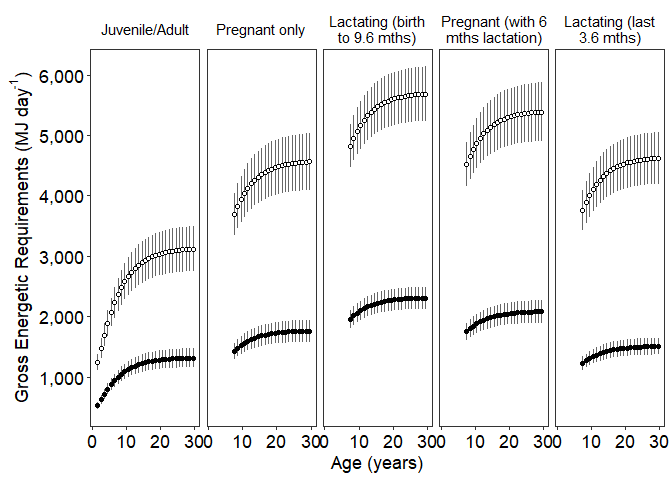 Juvenile/Adult
Pregnant only
Lactating (birth
to 9.6 mths)
Pregnant (with 6
mths lactation)
Lactating (last
3.6 mths)
Gross Energetic Requirements (MJ day⁻¹)
6,000
5,000
4,000
3,000
2,000
1,000
0 10 20 30
0 10 20 30
0 10 20 30
0 10 20 30
0 10 20 30
Age (years)